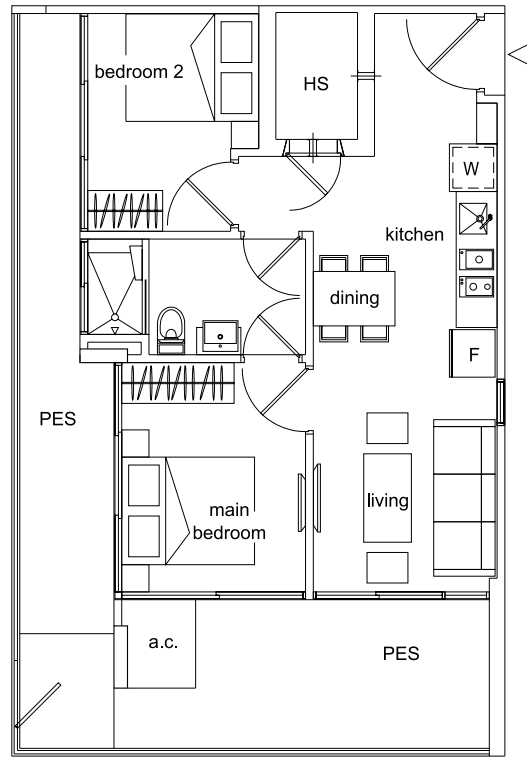 bedroom 2
HS
W
kitchen
dining
F
PES
living
main
bedroom
a.c.
PES